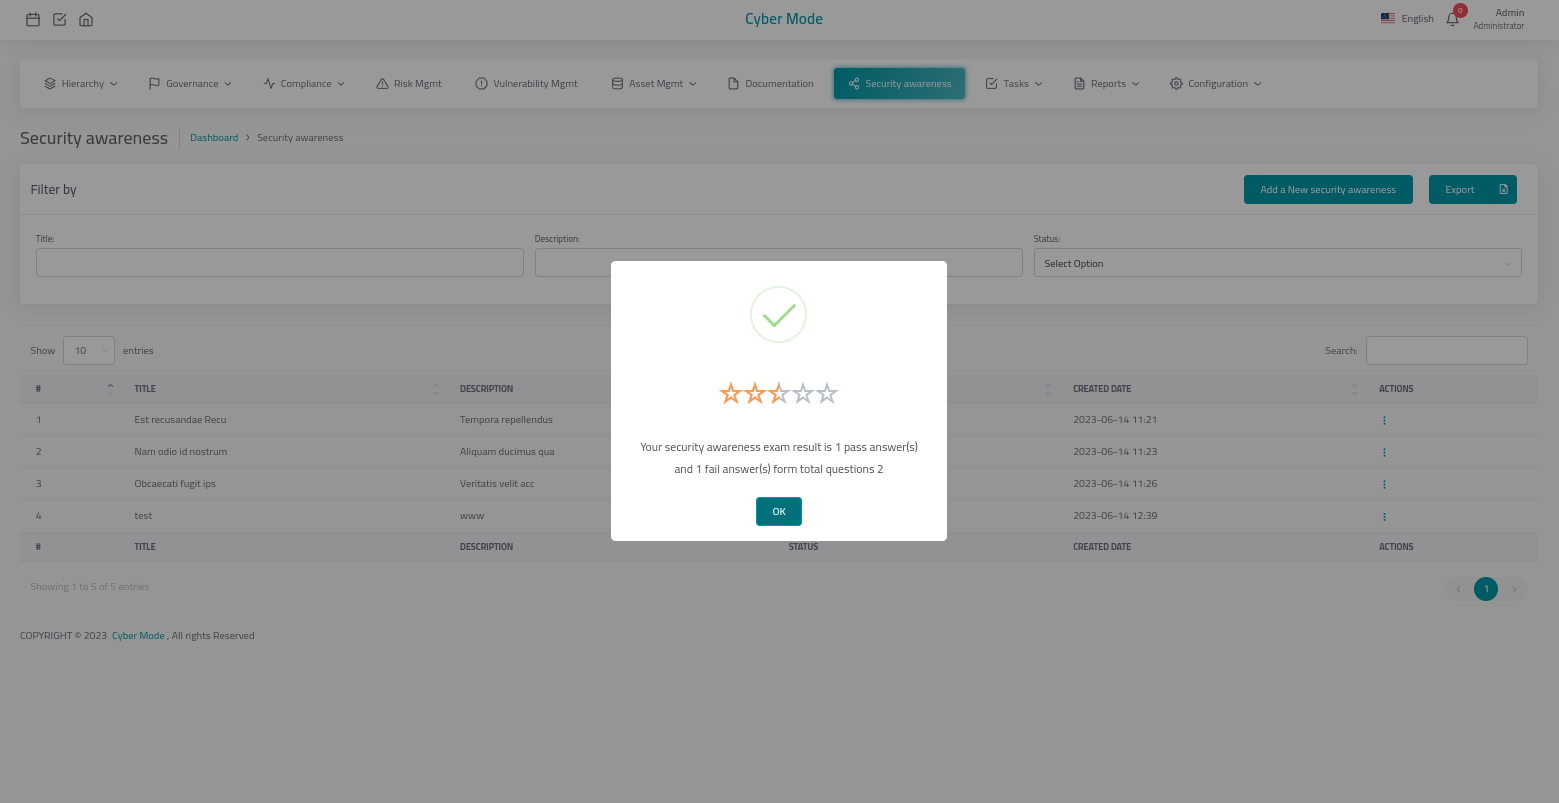 Cyber Mode
English
0
Admin
Administrator
Hierarchy
Governance
Compliance
Risk Mgmt
Vulnerability Mgmt
Asset Mgmt
Documentation
Security awareness
Tasks
Reports
Configuration
Security awareness
Dashboard > Security awareness
Filter by
Add a New security awareness
Export
Title:
Description:
Status:
Select Option
Show 10 entries
Search:
# TITLE DESCRIPTION CREATED DATE ACTIONS
1 Est recusandae Recu Tempora repellendus 2023-06-14 11:21
2 Nam odio id nostrum Aliquam ducimus qua 2023-06-14 11:23
3 Obcaecati fugit ips Veritatis velit acc 2023-06-14 11:26
4 test www 2023-06-14 12:39
# TITLE DESCRIPTION STATUS CREATED DATE ACTIONS
Your security awareness exam result is 1 pass answer(s)
and 1 fail answer(s) form total questions 2
OK
Showing 1 to 5 of 5 entries
1
COPYRIGHT © 2023 Cyber Mode , All rights Reserved